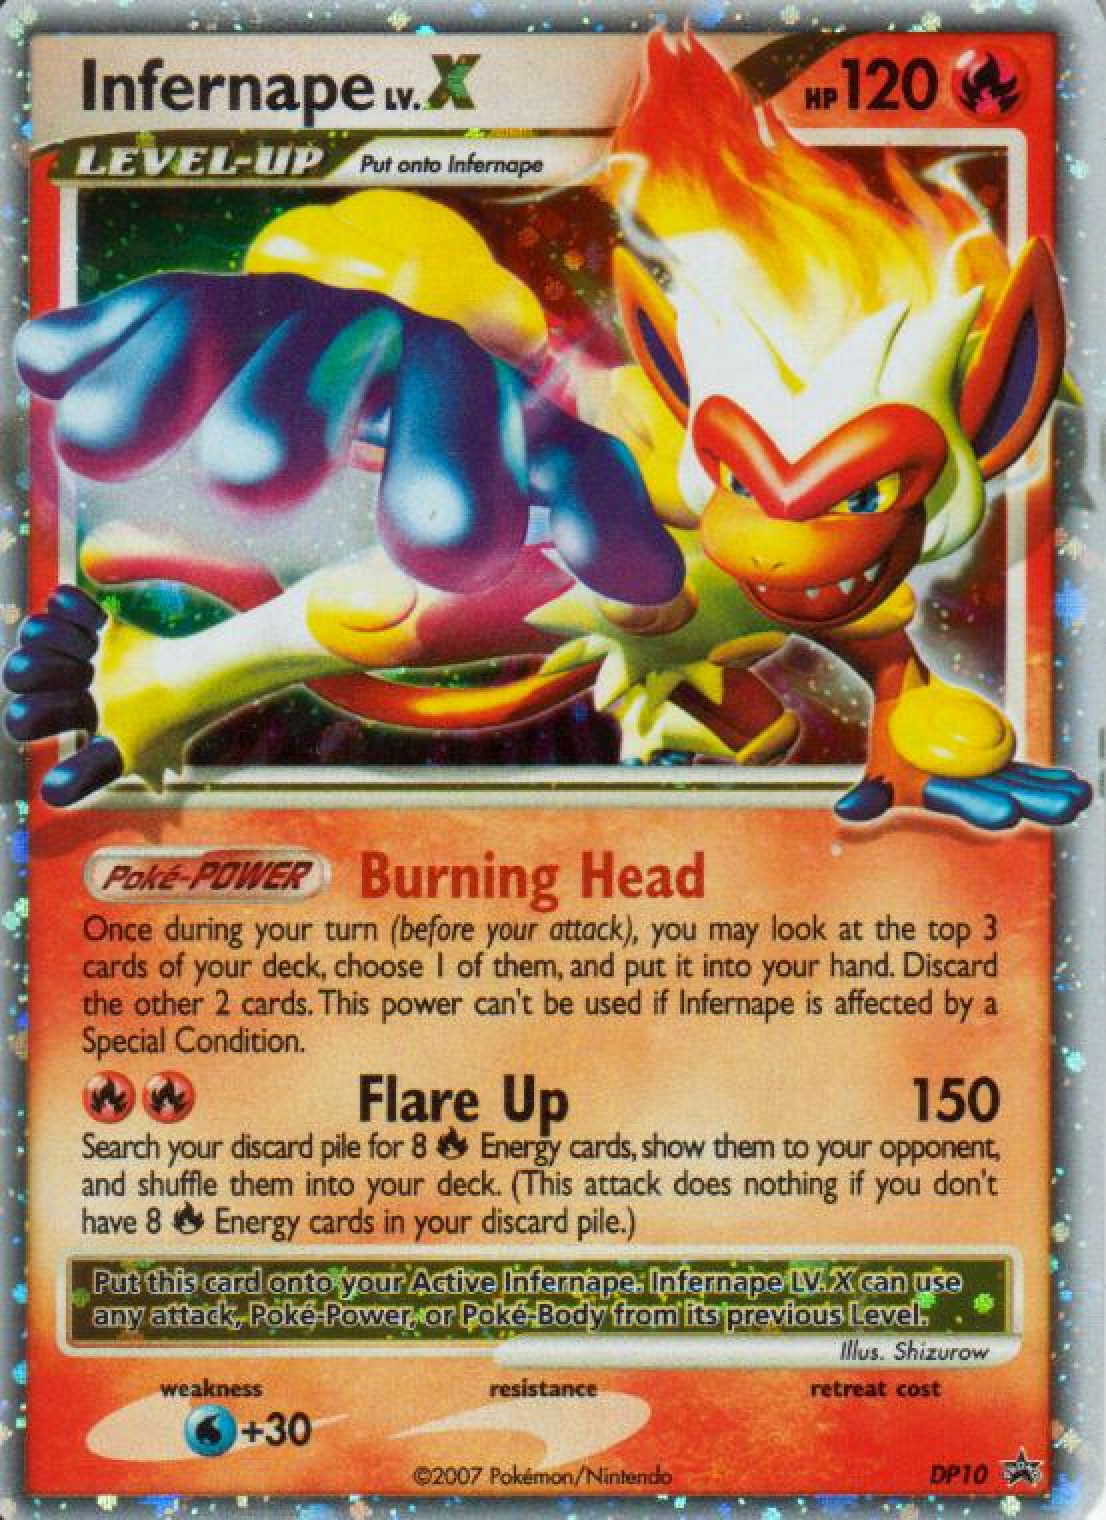 Infernape LV.X HP 120
LEVEL-UP Put onto Infernape
Poké-POWER Burning Head
Once during your turn (before your attack), you may look at the top 3
cards of your deck, choose 1 of them, and put it into your hand. Discard
the other 2 cards. This power can't be used if Infernape is affected by a
Special Condition.
Flare Up 150
Search your discard pile for 8 Energy cards, show them to your opponent,
and shuffle them into your deck. (This attack does nothing if you don't
have 8 Energy cards in your discard pile.)
Put this card onto your Active Infernape. Infernape LV.X can use
any attack, Poké-Power, or Poké-Body from its previous Level.
Illus. Shizurow
weakness resistance retreat cost
+30
©2007 Pokémon/Nintendo DP10